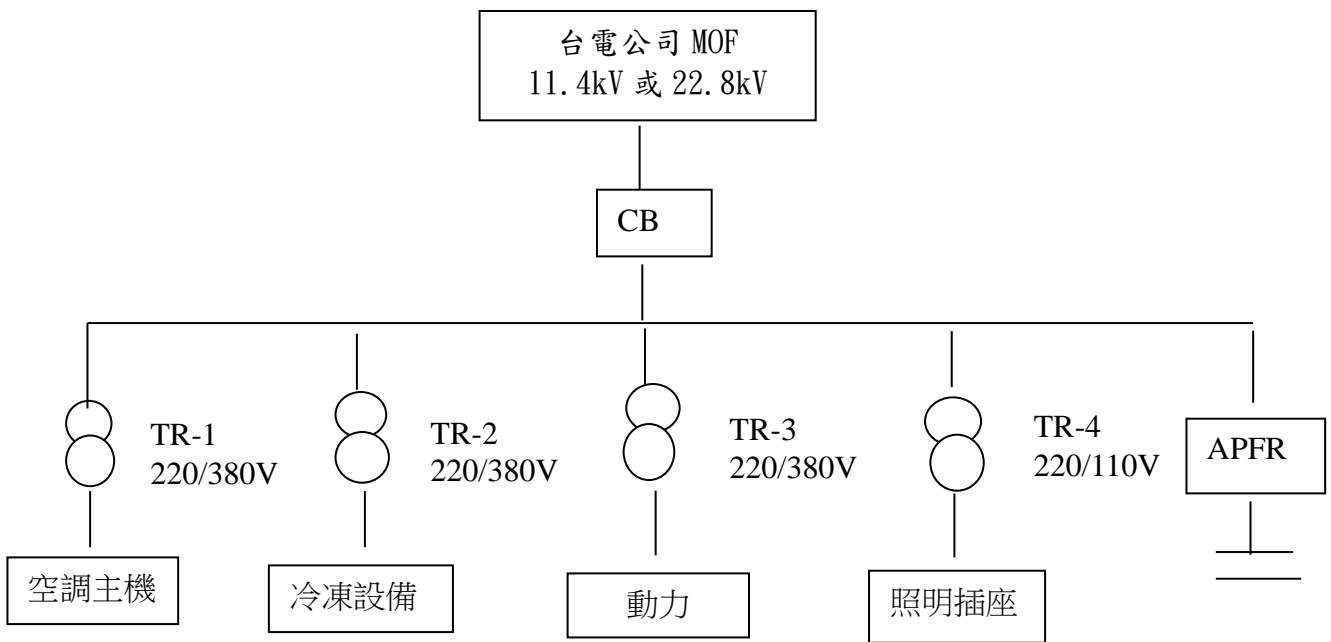 台電公司 MOF
11.4kV 或 22.8kV
CB
TR-1
220/380V
TR-2
220/380V
TR-3
220/380V
TR-4
220/110V
APFR
空調主機
冷凍設備
動力
照明插座